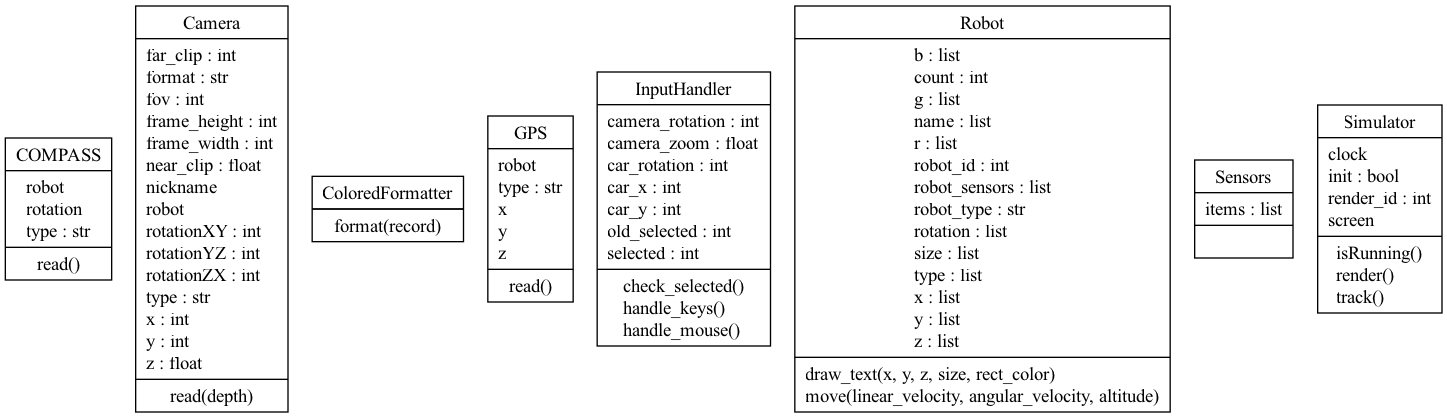 COMPASS
robot
rotation
type : str
read()
Camera
far_clip : int
format : str
fov : int
frame_height : int
frame_width : int
near_clip : float
nickname
robot
rotationXY : int
rotationYZ : int
rotationZX : int
type : str
x : int
y : int
z : float
read(depth)
ColoredFormatter
format(record)
GPS
robot
type : str
x
y
z
read()
InputHandler
camera_rotation : int
camera_zoom : float
car_rotation : int
car_x : int
car_y : int
old_selected : int
selected : int
check_selected()
handle_keys()
handle_mouse()
Robot
b : list
count : int
g : list
name : list
r : list
robot_id : int
robot_sensors : list
robot_type : str
rotation : list
size : list
type : list
x : list
y : list
z : list
draw_text(x, y, z, size, rect_color)
move(linear_velocity, angular_velocity, altitude)
Sensors
items : list
Simulator
clock
init : bool
render_id : int
screen
isRunning()
render()
track()